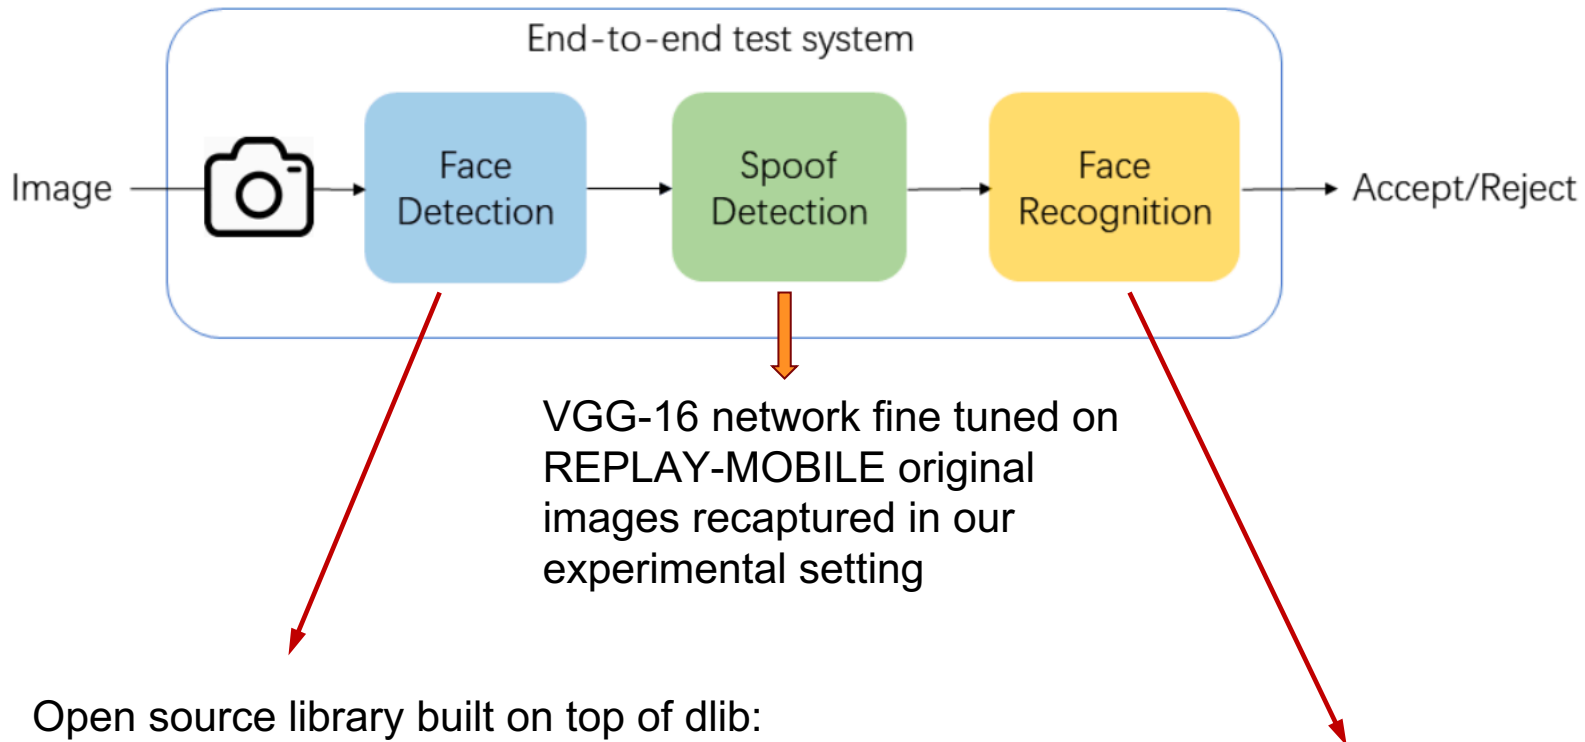 End-to-end test system
Image
Face
Detection
Spoof
Detection
Face
Recognition
Accept/Reject
VGG-16 network fine tuned on
REPLAY-MOBILE original
images recaptured in our
experimental setting
Open source library built on top of dlib: